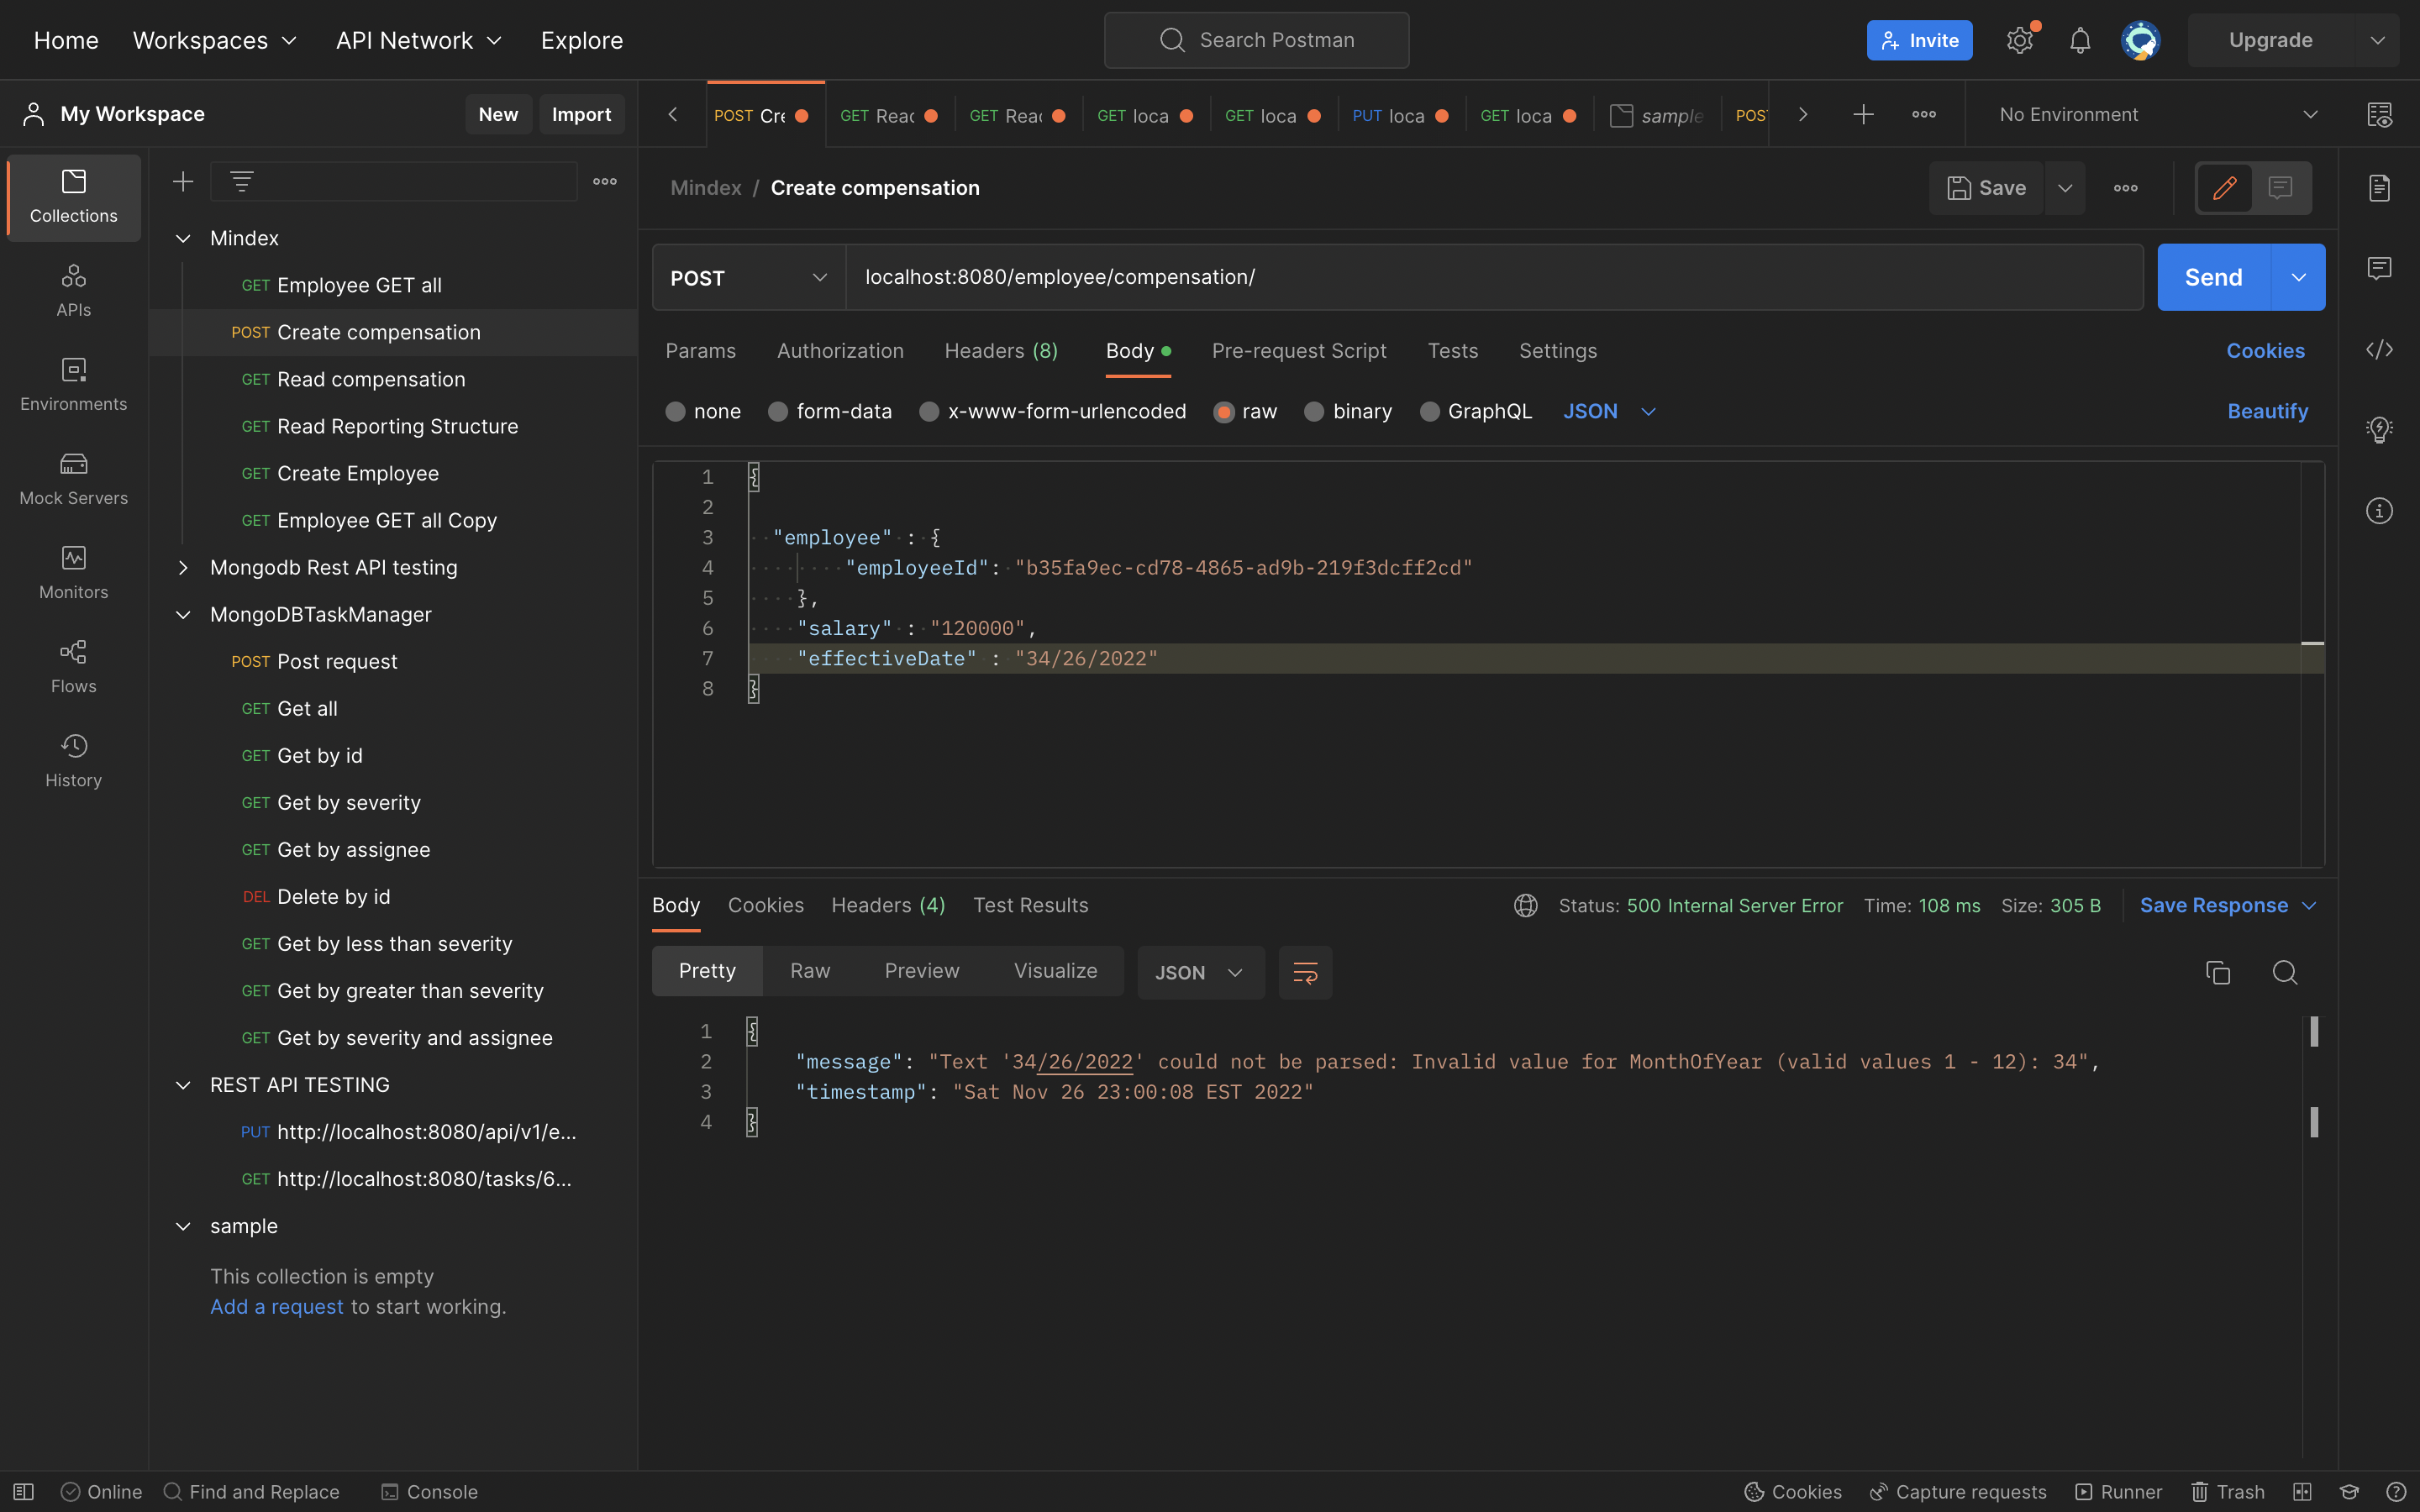 Home Workspaces API Network Explore Search Postman Invite Upgrade
My Workspace New Import
POST Cre GET Read GET Read GET loca GET loca PUT loca GET loca sample POST No Environment
Collections
APIs
Environments
Mock Servers
Monitors
Flows
History
Mindex
GET Employee GET all
POST Create compensation
GET Read compensation
GET Read Reporting Structure
GET Create Employee
GET Employee GET all Copy
Mongodb Rest API testing
MongoDBTaskManager
POST Post request
GET Get all
GET Get by id
GET Get by severity
GET Get by assignee
DEL Delete by id
GET Get by less than severity
GET Get by greater than severity
GET Get by severity and assignee
REST API TESTING
PUT http://localhost:8080/api/v1/e...
GET http://localhost:8080/tasks/6...
sample
This collection is empty
Add a request to start working.
Mindex / Create compensation Save
POST localhost:8080/employee/compensation/ Send
Params Authorization Headers (8) Body Pre-request Script Tests Settings Cookies
none form-data x-www-form-urlencoded raw binary GraphQL JSON Beautify
1 {
2
3 "employee" : {
4 "employeeId": "b35fa9ec-cd78-4865-ad9b-219f3dcff2cd"
5 },
6 "salary" : "120000",
7 "effectiveDate" : "34/26/2022"
8 }
Body Cookies Headers (4) Test Results Status: 500 Internal Server Error Time: 108 ms Size: 305 B Save Response
Pretty Raw Preview Visualize JSON
1 {
2 "message": "Text '34/26/2022' could not be parsed: Invalid value for MonthOfYear (valid values 1 - 12): 34",
3 "timestamp": "Sat Nov 26 23:00:08 EST 2022"
4 }
Online Find and Replace Console Cookies Capture requests Runner Trash